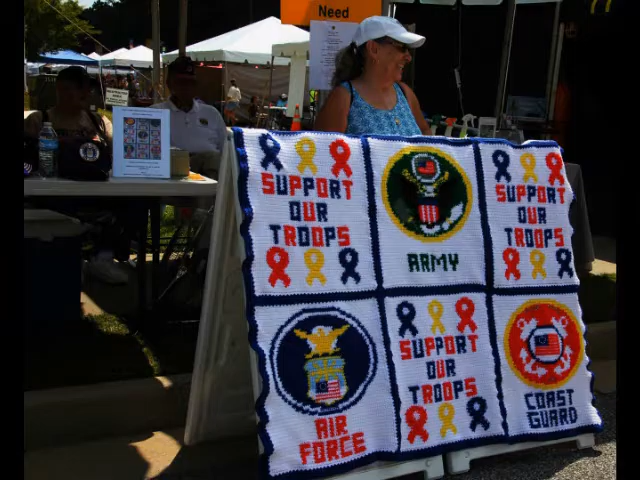 Need
SUPPORT
OUR
TROOPS
ARMY
SUPPORT
OUR
TROOPS
AIR
FORCE
SUPPORT
OUR
TROOPS
COAST
GUARD